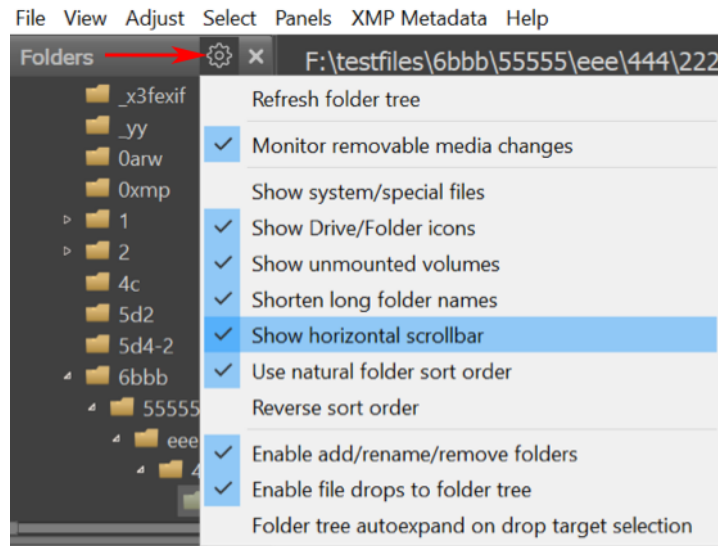 File View Adjust Select Panels XMP Metadata Help
Folders
F:\testfiles\6bbb\55555\eee\444\222
_x3fexif
_yy
0arw
0xmp
1
2
4c
5d2
5d4-2
6bbb
55555
eee
4
Refresh folder tree
Monitor removable media changes
Show system/special files
Show Drive/Folder icons
Show unmounted volumes
Shorten long folder names
Show horizontal scrollbar
Use natural folder sort order
Reverse sort order
Enable add/rename/remove folders
Enable file drops to folder tree
Folder tree autoexpand on drop target selection